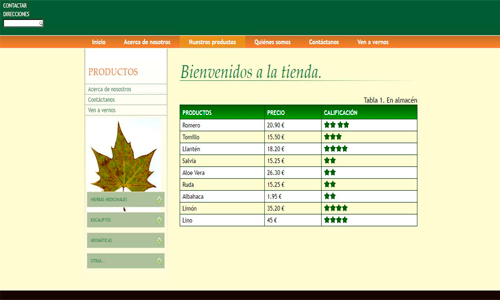 CONTACTAR
DIRECCIONES
Inicio Acerca de nosotros Nuestros productos Quiénes somos Contáctanos Ven a vernos
PRODUCTOS
Acerca de nosostros
Contáctanos
Ven a vernos
HIERBAS MEDICINALES
EUCALIPTOS
AROMÁTICAS
OTRAS...
Bienvenidos a la tienda.
Tabla 1. En almacén
PRODUCTOS PRECIO CALIFICACIÓN
Romero 20.90 €
Tomillo 15.50 €
Llantén 18.20 €
Salvia 15.25 €
Aloe Vera 26.30 €
Ruda 15.25 €
Albahaca 1.95 €
Limón 35.20 €
Lino 45 €